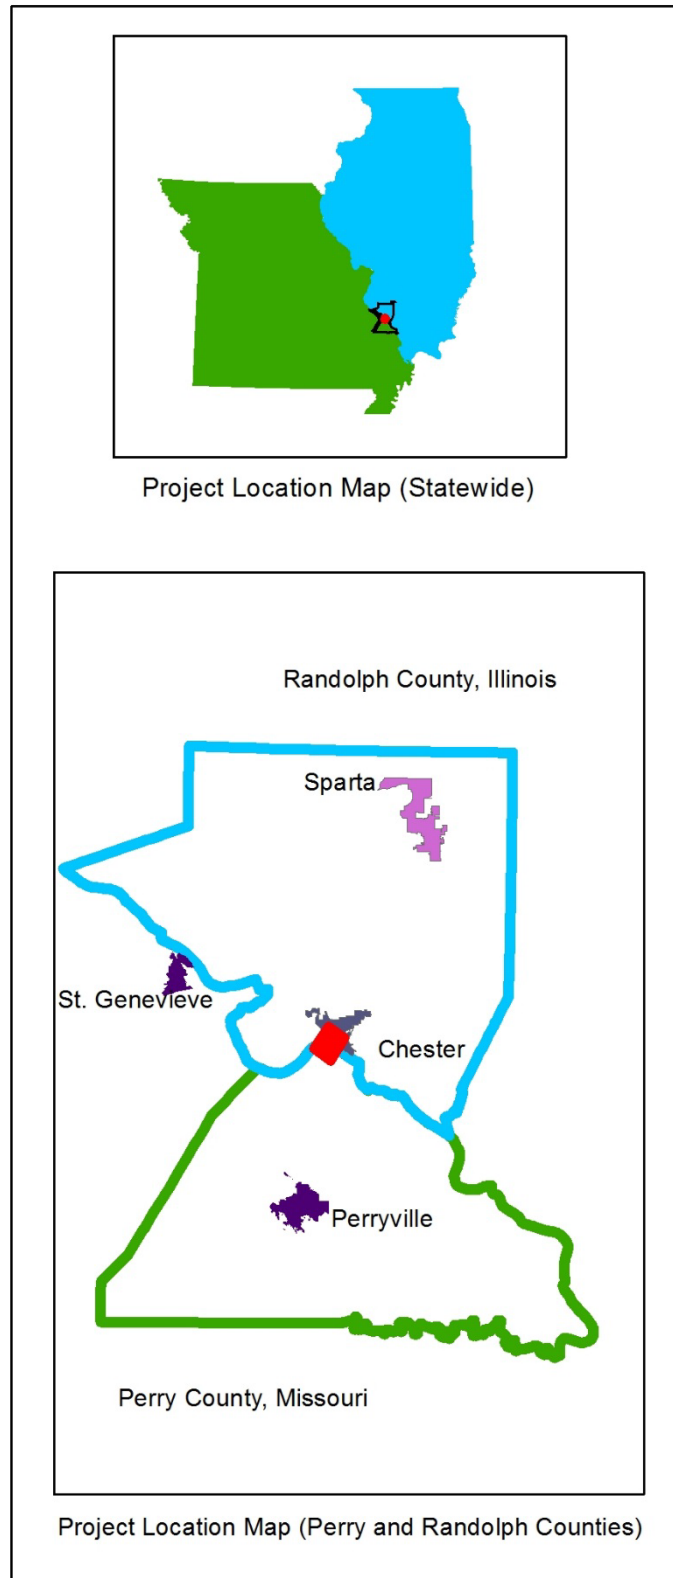 Project Location Map (Statewide)
Randolph County, Illinois
Sparta
St. Genevieve
Chester
Perryville
Perry County, Missouri
Project Location Map (Perry and Randolph Counties)